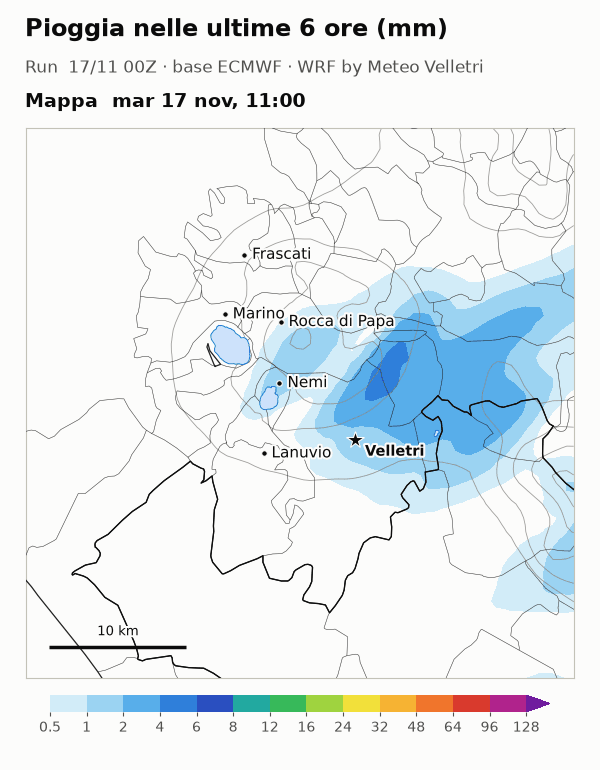 Pioggia nelle ultime 6 ore (mm)
Run  17/11 00Z · base ECMWF · WRF by Meteo Velletri
Mappa  mar 17 nov, 11:00
Frascati
Marino
Rocca di Papa
Nemi
Velletri
Lanuvio
10 km
0.5 1 2 4 6 8 12 16 24 32 48 64 96 128